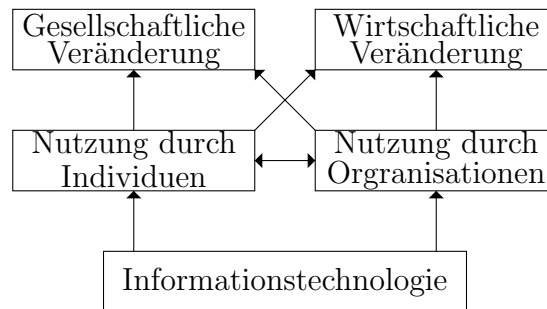 Gesellschaftliche
Veränderung
Wirtschaftliche
Veränderung
Nutzung durch
Individuen
Nutzung durch
Orgranisationen
Informationstechnologie